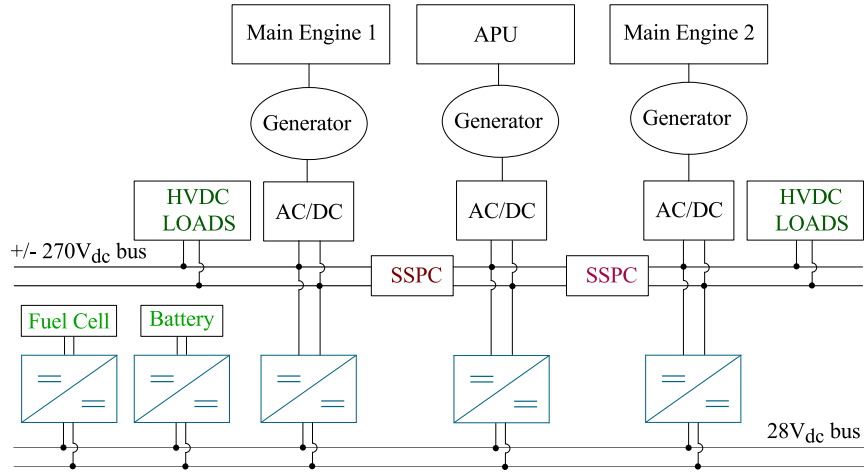 Main Engine 1
APU
Main Engine 2
Generator
Generator
Generator
HVDC
LOADS
AC/DC
AC/DC
AC/DC
HVDC
LOADS
+/- 270Vdc bus
SSPC
SSPC
Fuel Cell
Battery
28Vdc bus